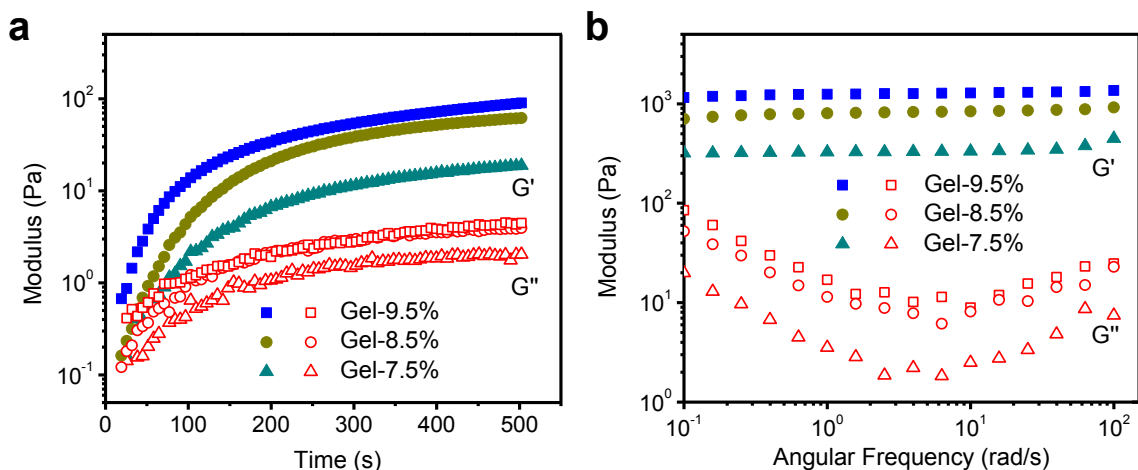 a
Modulus (Pa)
10²
10¹
10⁰
10⁻¹
0 100 200 300 400 500
Time (s)
G'
G"
Gel-9.5%
Gel-8.5%
Gel-7.5%
b
Modulus (Pa)
10³
10²
10¹
10⁰
10⁻¹ 10⁰ 10¹ 10²
Angular Frequency (rad/s)
G'
Gel-9.5%
Gel-8.5%
Gel-7.5%
G"